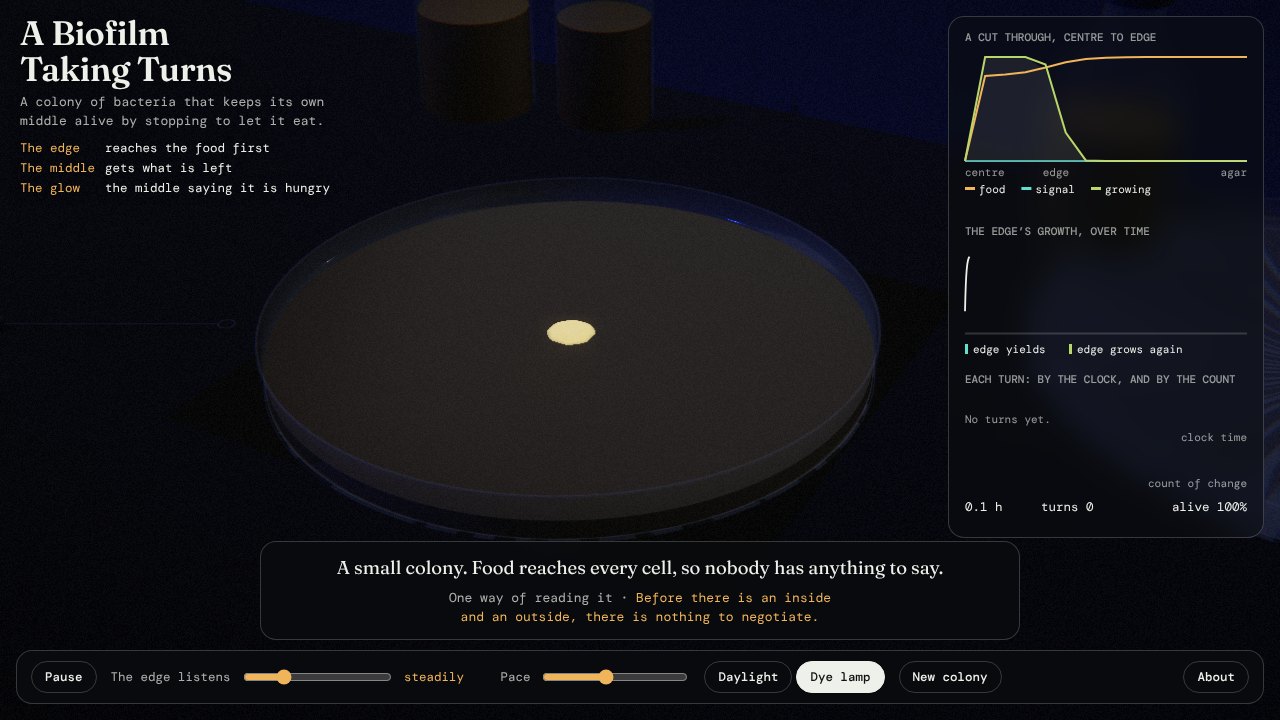 A Biofilm
Taking Turns
A colony of bacteria that keeps its own
middle alive by stopping to let it eat.
The edge reaches the food first
The middle gets what is left
The glow the middle saying it is hungry
A CUT THROUGH, CENTRE TO EDGE
centre edge agar
food signal growing
THE EDGE’S GROWTH, OVER TIME
edge yields edge grows again
EACH TURN: BY THE CLOCK, AND BY THE COUNT
No turns yet.
clock time
count of change
0.1 h turns 0 alive 100%
A small colony. Food reaches every cell, so nobody has anything to say.
One way of reading it · Before there is an inside
and an outside, there is nothing to negotiate.
Pause The edge listens steadily Pace Daylight Dye lamp New colony About